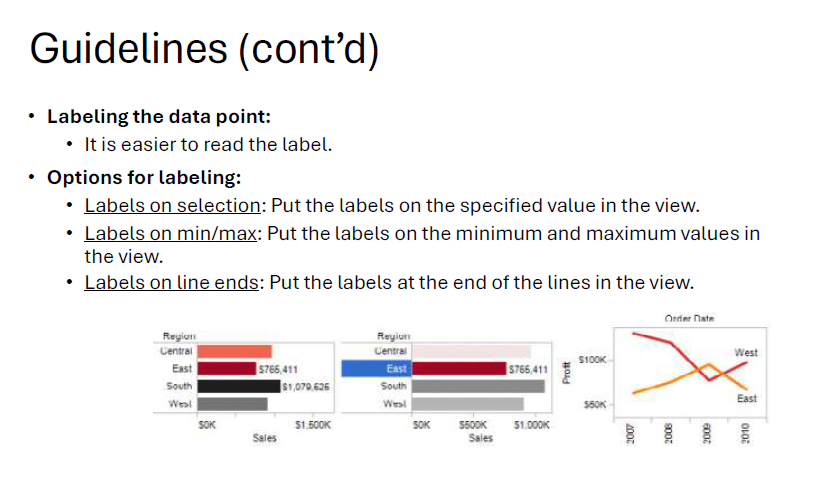 Guidelines (cont’d)
• Labeling the data point:
• It is easier to read the label.
• Options for labeling:
• Labels on selection: Put the labels on the specified value in the view.
• Labels on min/max: Put the labels on the minimum and maximum values in
the view.
• Labels on line ends: Put the labels at the end of the lines in the view.
Region
Central
East $766,411
South $1,079,626
West
$0K $1,500K
Sales
Region
Central
East $766,411
South
West
$0K $500K $1,000K
Sales
Order Date
Profit
$100K
$60K
West
East
2007 2008 2009 2010